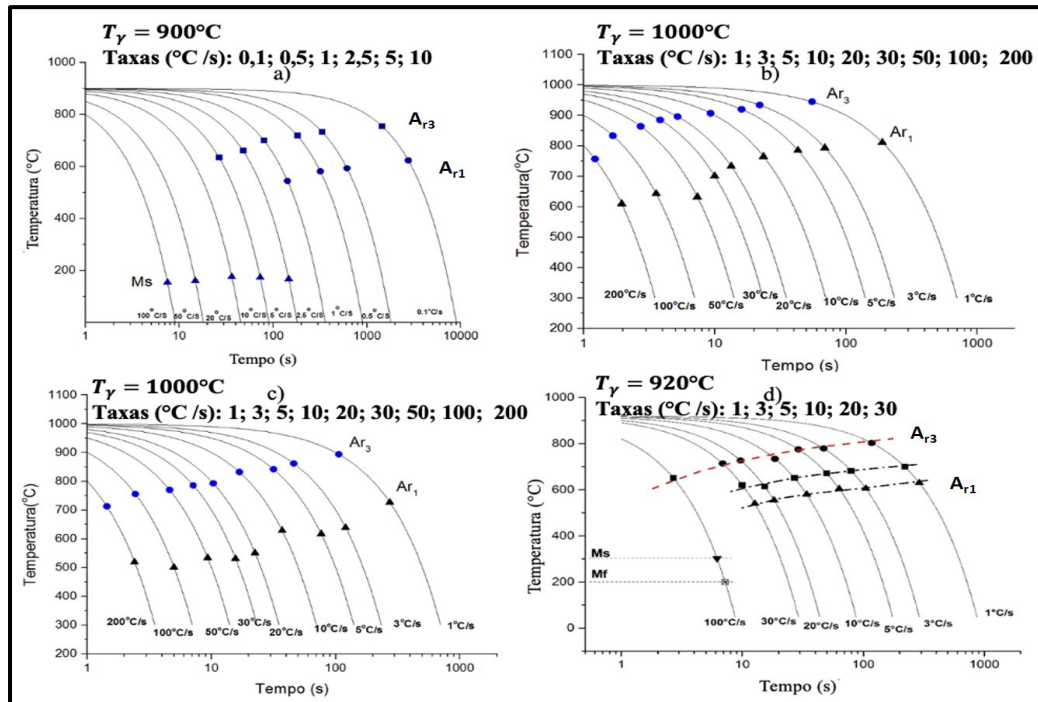 T_γ = 900°C
Taxas (°C /s): 0,1; 0,5; 1; 2,5; 5; 10
a)
Temperatura (°C)
1000
800
600
400
200
Ar3
Ar1
Ms
100°C/S
50°C/S
20°C/S
10°C/S
5°C/S
2.5°C/S
1°C/S
0.5°C/S
0.1°C/S
1
10
100
1000
10000
Tempo (s)
T_γ = 1000°C
Taxas (°C /s): 1; 3; 5; 10; 20; 30; 50; 100; 200
b)
Temperatura(°C)
1100
1000
900
800
700
600
500
400
300
200
Ar3
Ar1
200°C/s
100°C/s
50°C/s
30°C/s
20°C/s
10°C/s
5°C/s
3°C/s
1°C/s
1
10
100
1000
Tempo (s)
T_γ = 1000°C
c)
Taxas (°C /s): 1; 3; 5; 10; 20; 30; 50; 100; 200
Temperatura(°C)
1100
1000
900
800
700
600
500
400
300
200
Ar3
Ar1
200°C/s
100°C/s
50°C/s
30°C/s
20°C/s
10°C/s
5°C/s
3°C/s
1°C/s
1
10
100
1000
Tempo (s)
T_γ = 920°C
d)
Taxas (°C /s): 1; 3; 5; 10; 20; 30
Temperatura (°C)
1000
800
600
400
200
0
Ar3
Ar1
Ms
Mf
100°C/s
30°C/s
20°C/s
10°C/s
5°C/s
3°C/s
1°C/s
1
10
100
1000
Tempo (s)